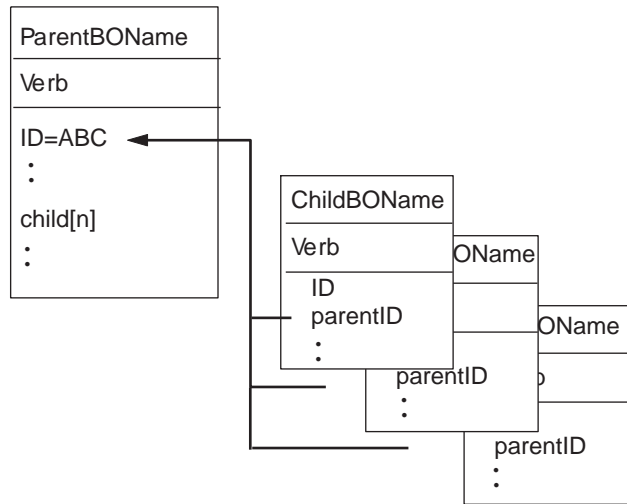 ParentBOName
Verb
ID=ABC
:
child[n]
:
ChildBOName
Verb
ID
parentID
:
OName
parentID
:
OName
parentID
: